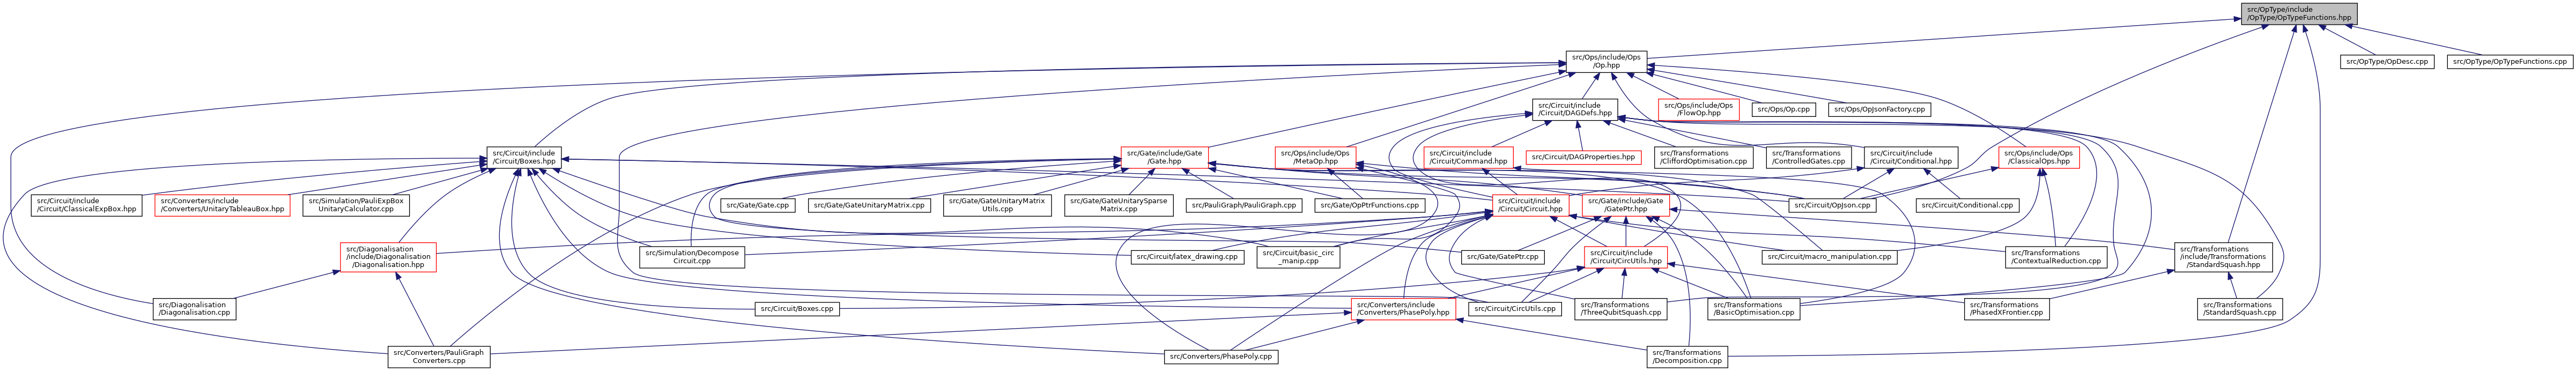 src/OpType/include
/OpType/OpTypeFunctions.hpp
src/Ops/include/Ops
/Op.hpp
src/OpType/OpDesc.cpp
src/OpType/OpTypeFunctions.cpp
src/Circuit/include
/Circuit/DAGDefs.hpp
src/Ops/include/Ops
/FlowOp.hpp
src/Ops/Op.cpp
src/Ops/OpJsonFactory.cpp
src/Circuit/include
/Circuit/Boxes.hpp
src/Gate/include/Gate
/Gate.hpp
src/Ops/include/Ops
/MetaOp.hpp
src/Circuit/include
/Circuit/Command.hpp
src/Circuit/DAGProperties.hpp
src/Transformations
/CliffordOptimisation.cpp
src/Transformations
/ControlledGates.cpp
src/Circuit/include
/Circuit/Conditional.hpp
src/Ops/include/Ops
/ClassicalOps.hpp
src/Circuit/include
/Circuit/ClassicalExpBox.hpp
src/Converters/include
/Converters/UnitaryTableauBox.hpp
src/Simulation/PauliExpBox
UnitaryCalculator.cpp
src/Gate/Gate.cpp
src/Gate/GateUnitaryMatrix.cpp
src/Gate/GateUnitaryMatrix
Utils.cpp
src/Gate/GateUnitarySparse
Matrix.cpp
src/PauliGraph/PauliGraph.cpp
src/Gate/OpPtrFunctions.cpp
src/Circuit/include
/Circuit/Circuit.hpp
src/Gate/include/Gate
/GatePtr.hpp
src/Circuit/OpJson.cpp
src/Circuit/Conditional.cpp
src/Diagonalisation
/include/Diagonalisation
/Diagonalisation.hpp
src/Simulation/Decompose
Circuit.cpp
src/Circuit/latex_drawing.cpp
src/Circuit/basic_circ
_manip.cpp
src/Gate/GatePtr.cpp
src/Circuit/include
/Circuit/CircUtils.hpp
src/Circuit/macro_manipulation.cpp
src/Transformations
/ContextualReduction.cpp
src/Transformations
/include/Transformations
/StandardSquash.hpp
src/Diagonalisation
/Diagonalisation.cpp
src/Circuit/Boxes.cpp
src/Converters/include
/Converters/PhasePoly.hpp
src/Circuit/CircUtils.cpp
src/Transformations
/ThreeQubitSquash.cpp
src/Transformations
/BasicOptimisation.cpp
src/Transformations
/PhasedXFrontier.cpp
src/Transformations
/StandardSquash.cpp
src/Converters/PauliGraph
Converters.cpp
src/Converters/PhasePoly.cpp
src/Transformations
/Decomposition.cpp